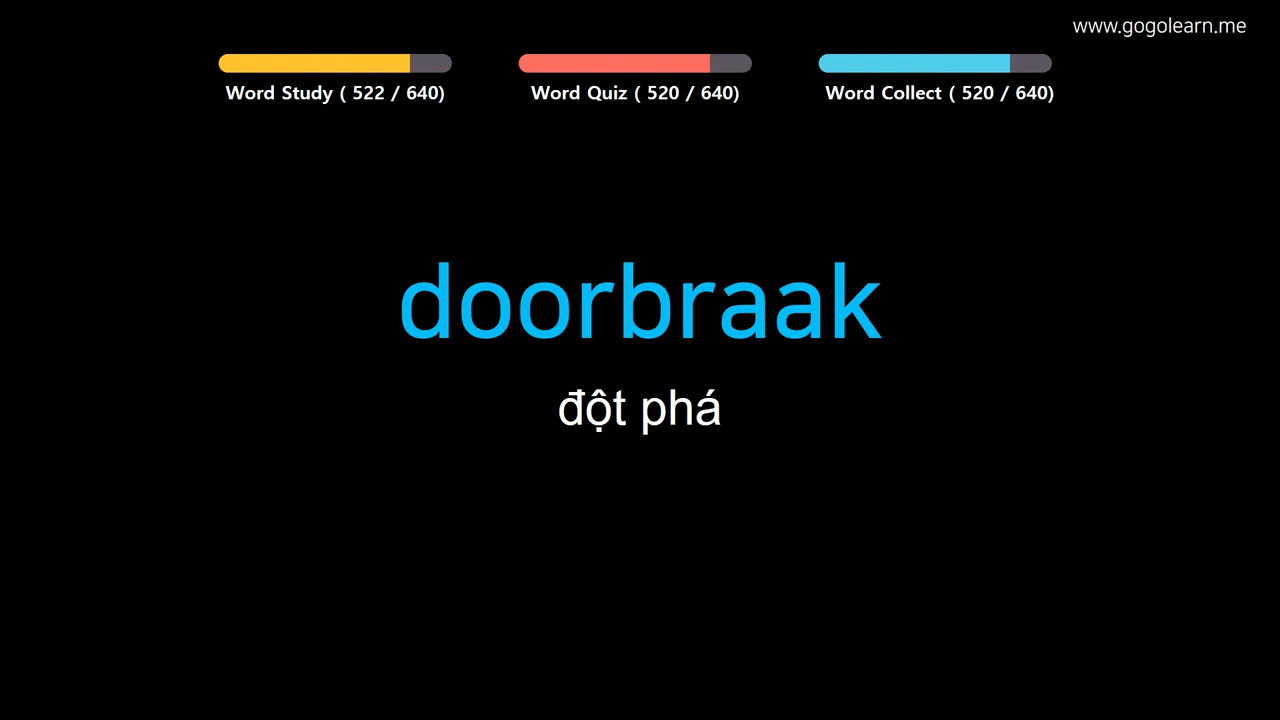 www.gogolearn.me
Word Study ( 522 / 640)
Word Quiz ( 520 / 640)
Word Collect ( 520 / 640)
doorbraak
đột phá